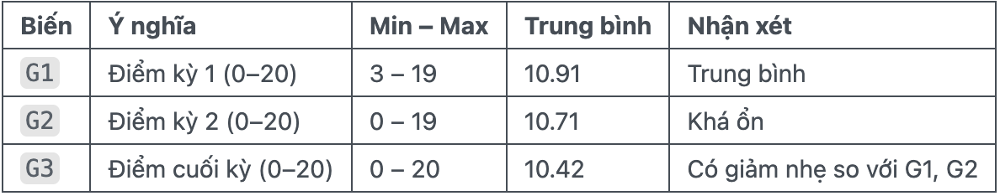 Biến Ý nghĩa Min – Max Trung bình Nhận xét
G1 Điểm kỳ 1 (0–20) 3 – 19 10.91 Trung bình
G2 Điểm kỳ 2 (0–20) 0 – 19 10.71 Khá ổn
G3 Điểm cuối kỳ (0–20) 0 – 20 10.42 Có giảm nhẹ so với G1, G2